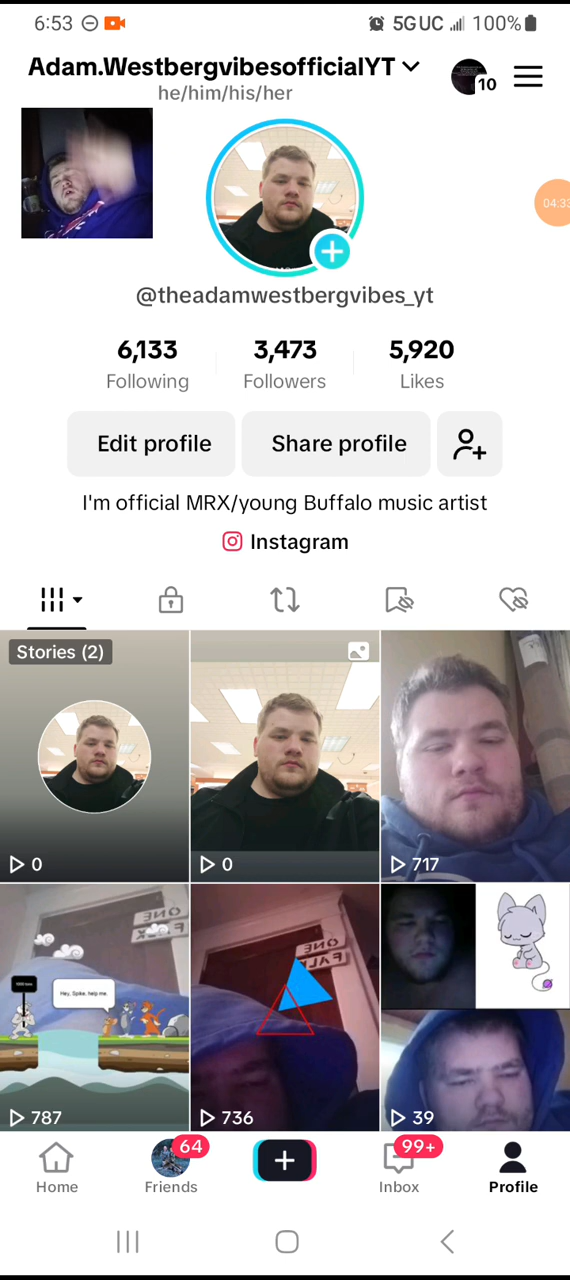 6:53 5G UC 100%
Adam.WestbergvibesofficialYT
10
he/him/his/her
04:33
@theadamwestbergvibes_yt
6,133 3,473 5,920
Following Followers Likes
Edit profile Share profile
I'm official MRX/young Buffalo music artist
Instagram
Stories (2)
0 0 717
Hey, Spike, help me.
787 736 39
64 99+
Home Friends Inbox Profile